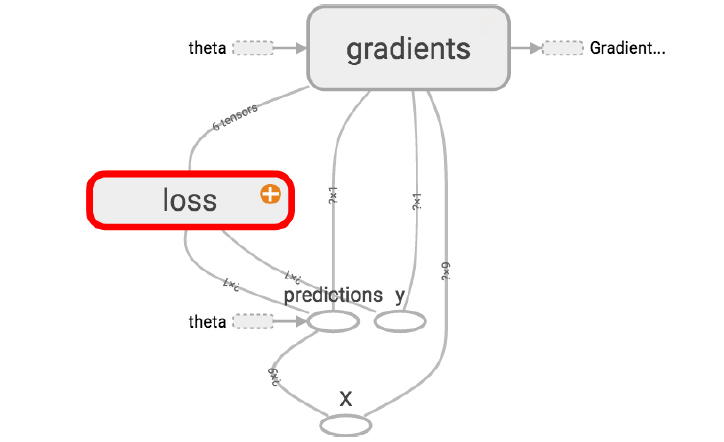 theta
gradients
Gradient...
6 tensors
loss
?×1
?×1
?×1
?×1
?×9
predictions
y
theta
?×9
X